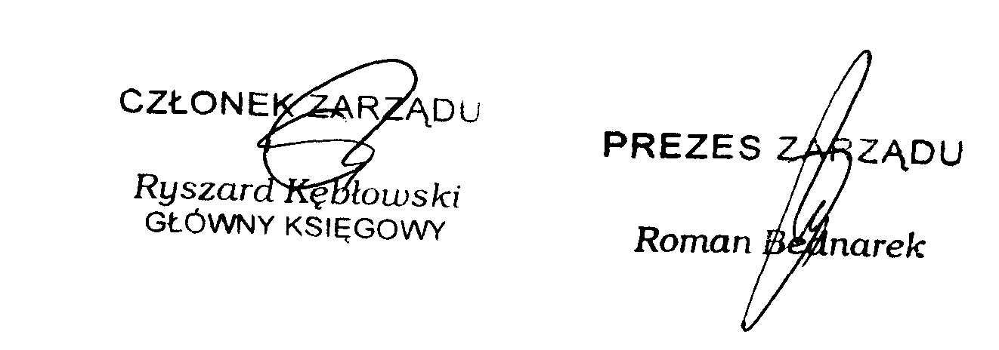 CZŁONEK ZARZĄDU
Ryszard Kębłowski
GŁÓWNY KSIĘGOWY
PREZES ZARZĄDU
Roman Bednarek